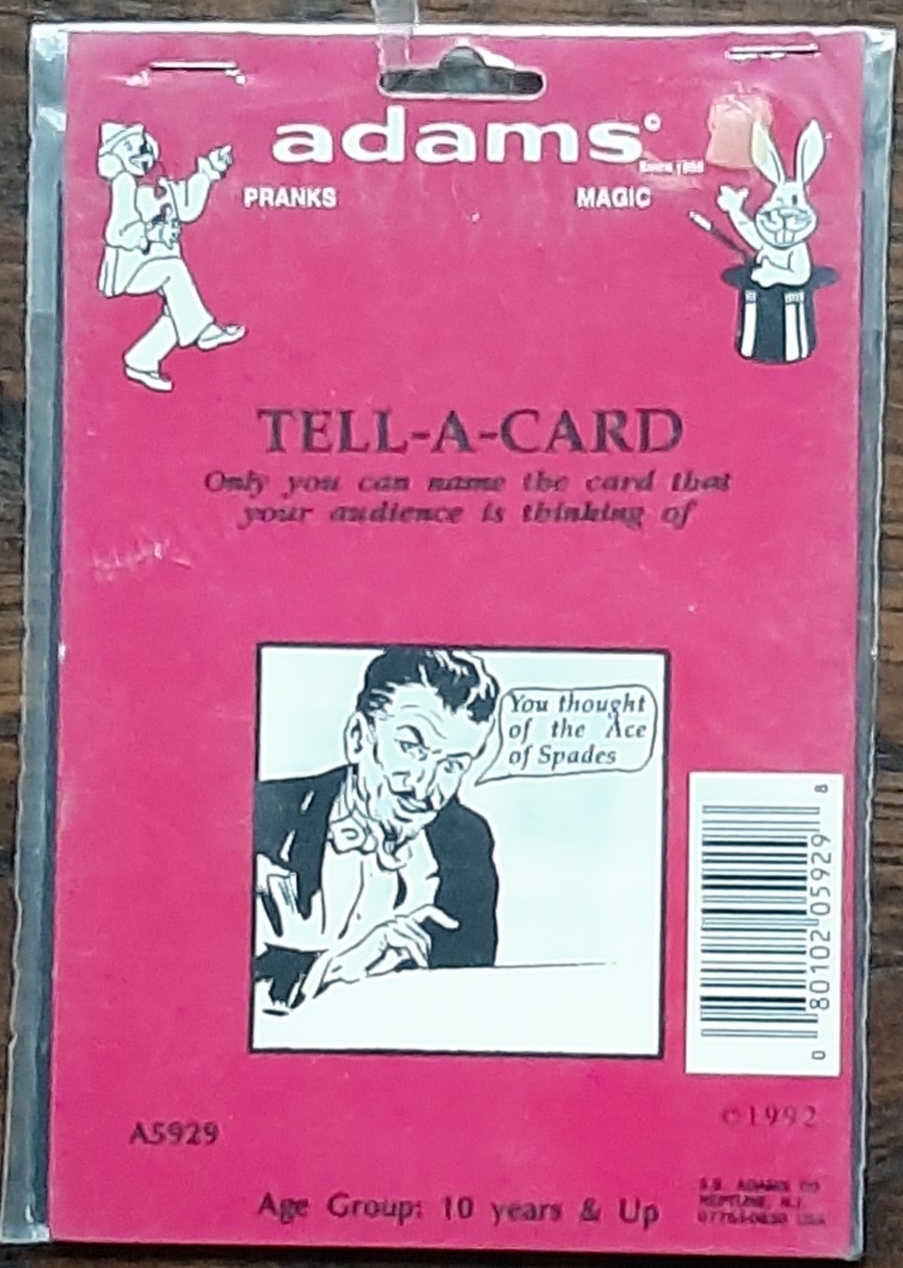 adams®
Since 1906
PRANKS MAGIC
TELL-A-CARD
Only you can name the card that
your audience is thinking of
You thought
of the Ace
of Spades
8
80102 05929
0
A5929
©1992
Age Group: 10 years & Up
S.S. ADAMS CO
NEPTUNE, N.J.
USA